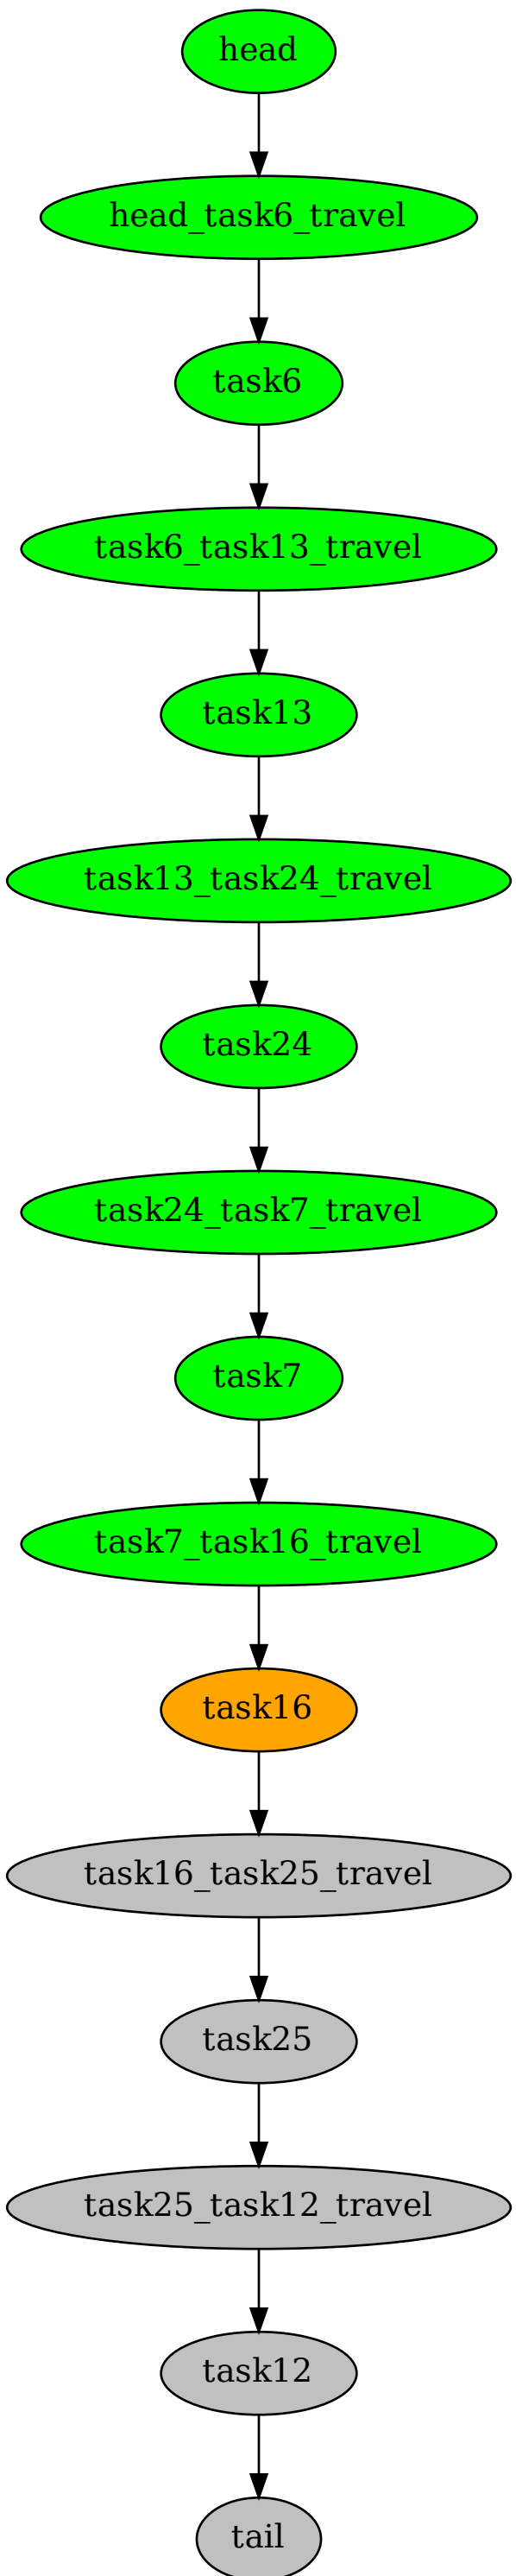 head
head_task6_travel
task6
task6_task13_travel
task13
task13_task24_travel
task24
task24_task7_travel
task7
task7_task16_travel
task16
task16_task25_travel
task25
task25_task12_travel
task12
tail